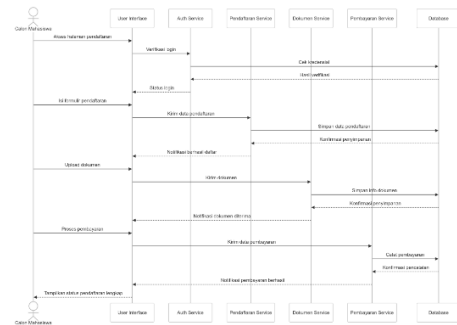 Calon Mahasiswa
User Interface
Auth Service
Pendaftaran Service
Dokumen Service
Pembayaran Service
Database
Akses halaman pendaftaran
Verifikasi login
Cek kredensial
Hasil verifikasi
Status login
Isi formulir pendaftaran
Kirim data pendaftaran
Simpan data pendaftaran
Konfirmasi penyimpanan
Notifikasi berhasil daftar
Upload dokumen
Kirim dokumen
Simpan info dokumen
Konfirmasi penyimpanan
Notifikasi dokumen diterima
Proses pembayaran
Kirim data pembayaran
Catat pembayaran
Konfirmasi pencatatan
Notifikasi pembayaran berhasil
Tampilkan status pendaftaran lengkap
Calon Mahasiswa
User Interface
Auth Service
Pendaftaran Service
Dokumen Service
Pembayaran Service
Database